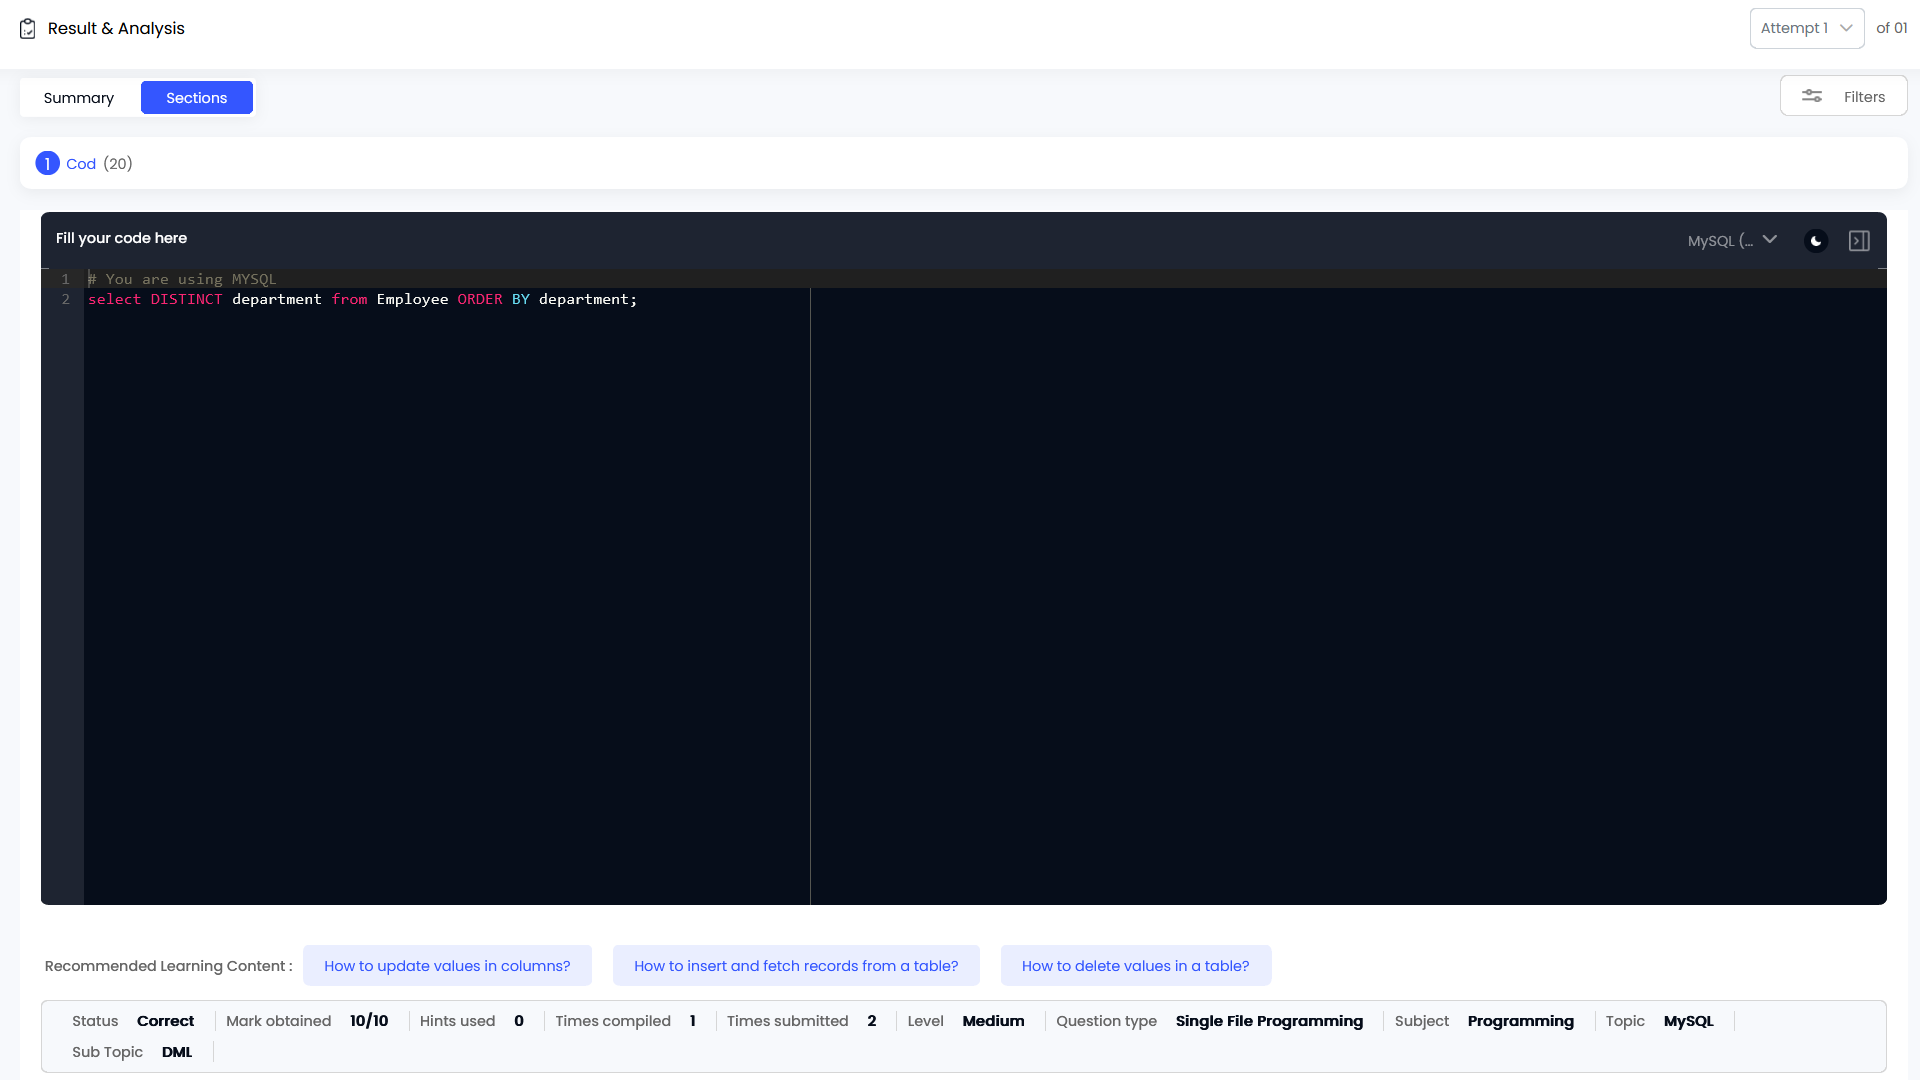 Result & Analysis
Attempt 1 of 01
Summary Sections
Filters
1 Cod (20)
Fill your code here
MySQL (...
1 # You are using MYSQL
2 select DISTINCT department from Employee ORDER BY department;
Recommended Learning Content : How to update values in columns? How to insert and fetch records from a table? How to delete values in a table?
Status Correct Mark obtained 10/10 Hints used 0 Times compiled 1 Times submitted 2 Level Medium Question type Single File Programming Subject Programming Topic MySQL
Sub Topic DML